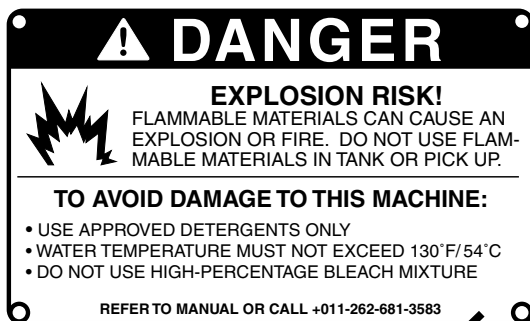 DANGER
EXPLOSION RISK!
FLAMMABLE MATERIALS CAN CAUSE AN
EXPLOSION OR FIRE. DO NOT USE FLAM-
MABLE MATERIALS IN TANK OR PICK UP.
TO AVOID DAMAGE TO THIS MACHINE:
• USE APPROVED DETERGENTS ONLY
• WATER TEMPERATURE MUST NOT EXCEED 130˚F/54˚C
• DO NOT USE HIGH-PERCENTAGE BLEACH MIXTURE
REFER TO MANUAL OR CALL +011-262-681-3583